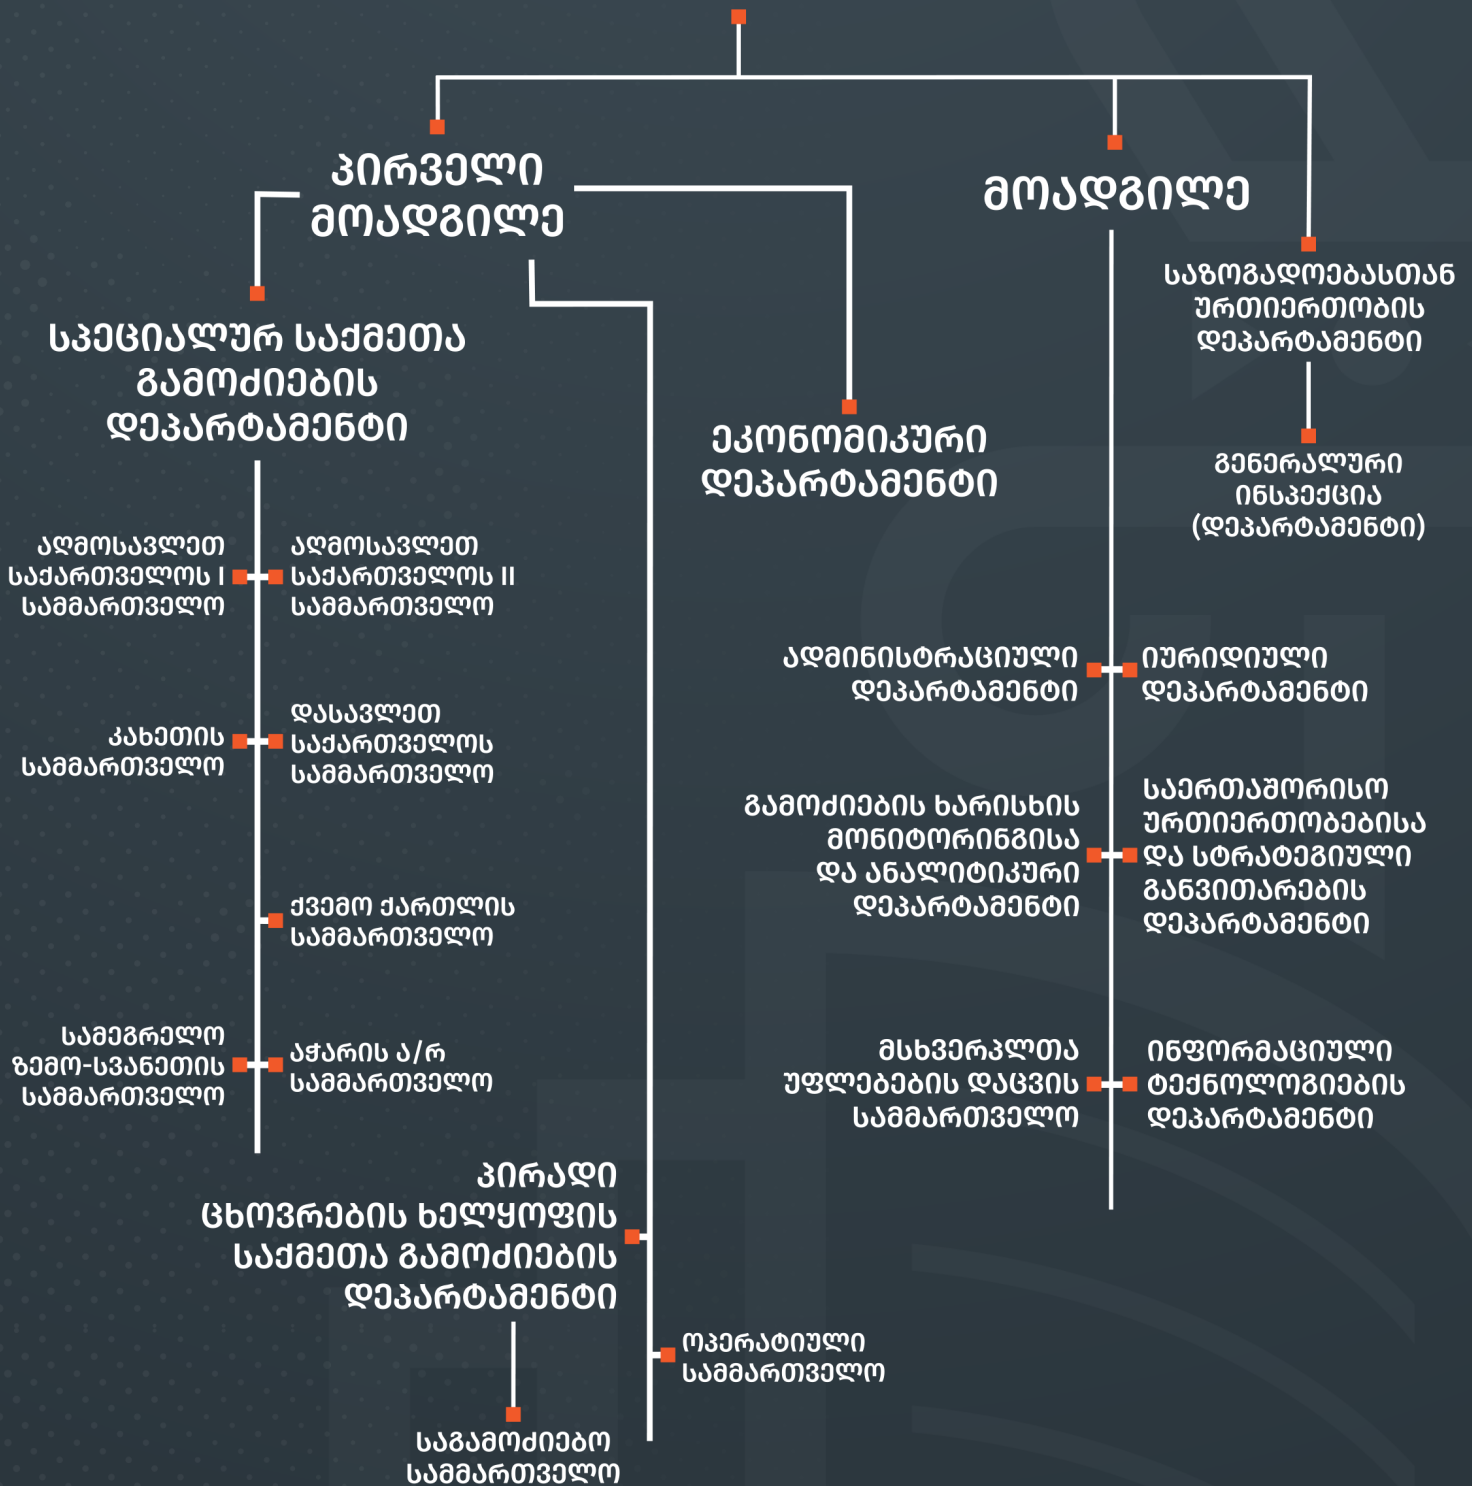 პირველი
მოადგილე
მოადგილე
საზოგადოებასთან
ურთიერთობის
დეპარტამენტი
გენერალური
ინსპექცია
(დეპარტამენტი)
სპეციალურ საქმეთა
გამოძიების
დეპარტამენტი
ეკონომიკური
დეპარტამენტი
აღმოსავლეთ
საქართველოს I
სამმართველო
აღმოსავლეთ
საქართველოს II
სამმართველო
კახეთის
სამმართველო
დასავლეთ
საქართველოს
სამმართველო
ქვემო ქართლის
სამმართველო
სამეგრელო
ზემო-სვანეთის
სამმართველო
აჭარის ა/რ
სამმართველო
ადმინისტრაციული
დეპარტამენტი
იურიდიული
დეპარტამენტი
გამოძიების ხარისხის
მონიტორინგისა
და ანალიტიკური
დეპარტამენტი
საერთაშორისო
ურთიერთობებისა
და სტრატეგიული
განვითარების
დეპარტამენტი
მსხვერპლთა
უფლებების დაცვის
სამმართველო
ინფორმაციული
ტექნოლოგიების
დეპარტამენტი
პირადი
ცხოვრების ხელყოფის
საქმეთა გამოძიების
დეპარტამენტი
ოპერატიული
სამმართველო
საგამოძიებო
სამმართველო